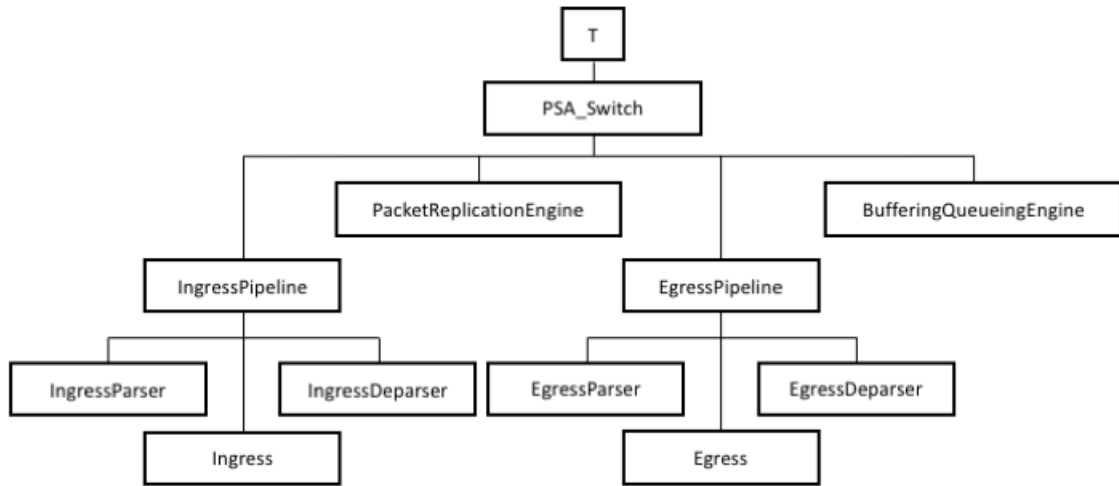 T
PSA_Switch
PacketReplicationEngine
BufferingQueueingEngine
IngressPipeline
EgressPipeline
IngressParser
IngressDeparser
EgressParser
EgressDeparser
Ingress
Egress